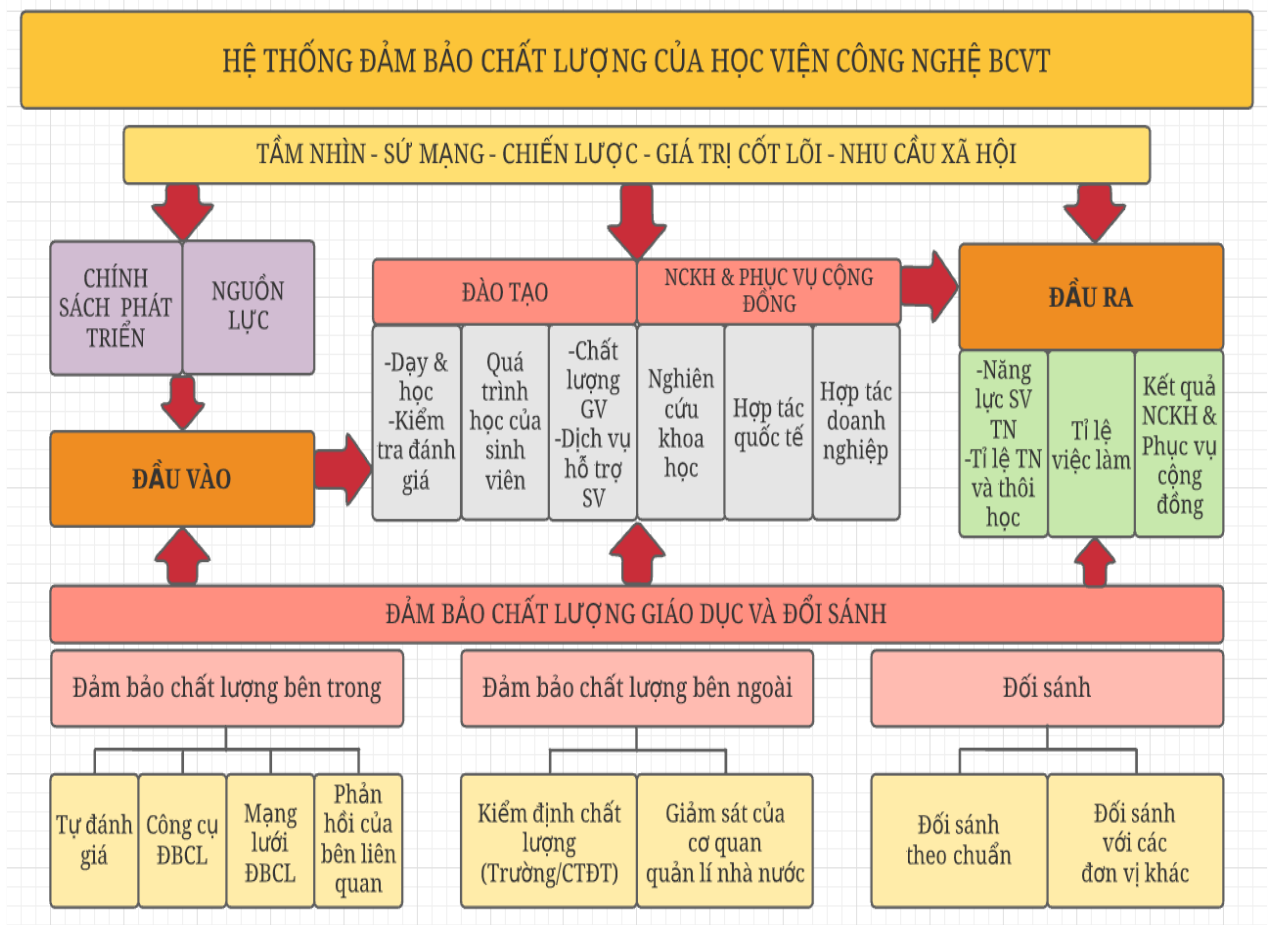 HỆ THỐNG ĐẢM BẢO CHẤT LƯỢNG CỦA HỌC VIỆN CÔNG NGHỆ BCVT
TẦM NHÌN - SỨ MẠNG - CHIẾN LƯỢC - GIÁ TRỊ CỐT LÕI - NHU CẦU XÃ HỘI
CHÍNH
SÁCH PHÁT
TRIỂN
NGUỒN
LỰC
ĐẦU VÀO
ĐÀO TẠO
NCKH & PHỤC VỤ CỘNG
ĐỒNG
-Dạy &
học
-Kiểm
tra đánh
giá
Quá
trình
học của
sinh
viên
-Chất
lượng
GV
-Dịch vụ
hỗ trợ
SV
Nghiên
cứu
khoa
học
Hợp tác
quốc tế
Hợp tác
doanh
nghiệp
ĐẦU RA
-Năng
lực SV
TN
-Tỉ lệ TN
và thôi
học
Tỉ lệ
việc làm
Kết quả
NCKH &
Phục vụ
cộng
đồng
ĐẢM BẢO CHẤT LƯỢNG GIÁO DỤC VÀ ĐỔI SÁNH
Đảm bảo chất lượng bên trong
Tự đánh
giá
Công cụ
ĐBCL
Mạng
lưới
ĐBCL
Phản
hồi của
bên liên
quan
Đảm bảo chất lượng bên ngoài
Kiểm định chất
lượng
(Trường/CTĐT)
Giảm sát của
cơ quan
quản lí nhà nước
Đối sánh
Đối sánh
theo chuẩn
Đối sánh
với các
đơn vị khác